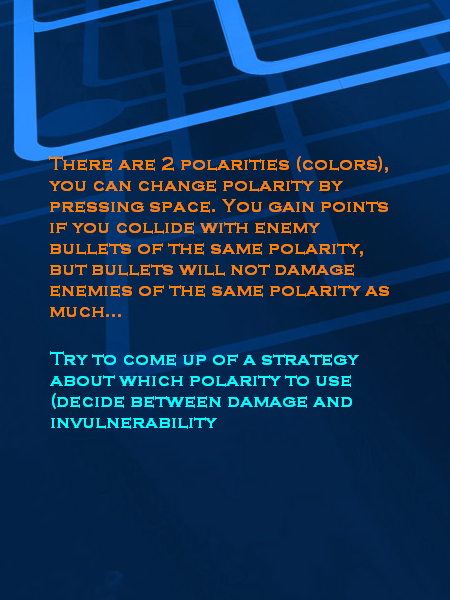 There are 2 polarities (colors),
you can change polarity by
pressing space. You gain points
if you collide with enemy
bullets of the same polarity,
but bullets will not damage
enemies of the same polarity as
much...
Try to come up of a strategy
about which polarity to use
(decide between damage and
invulnerability